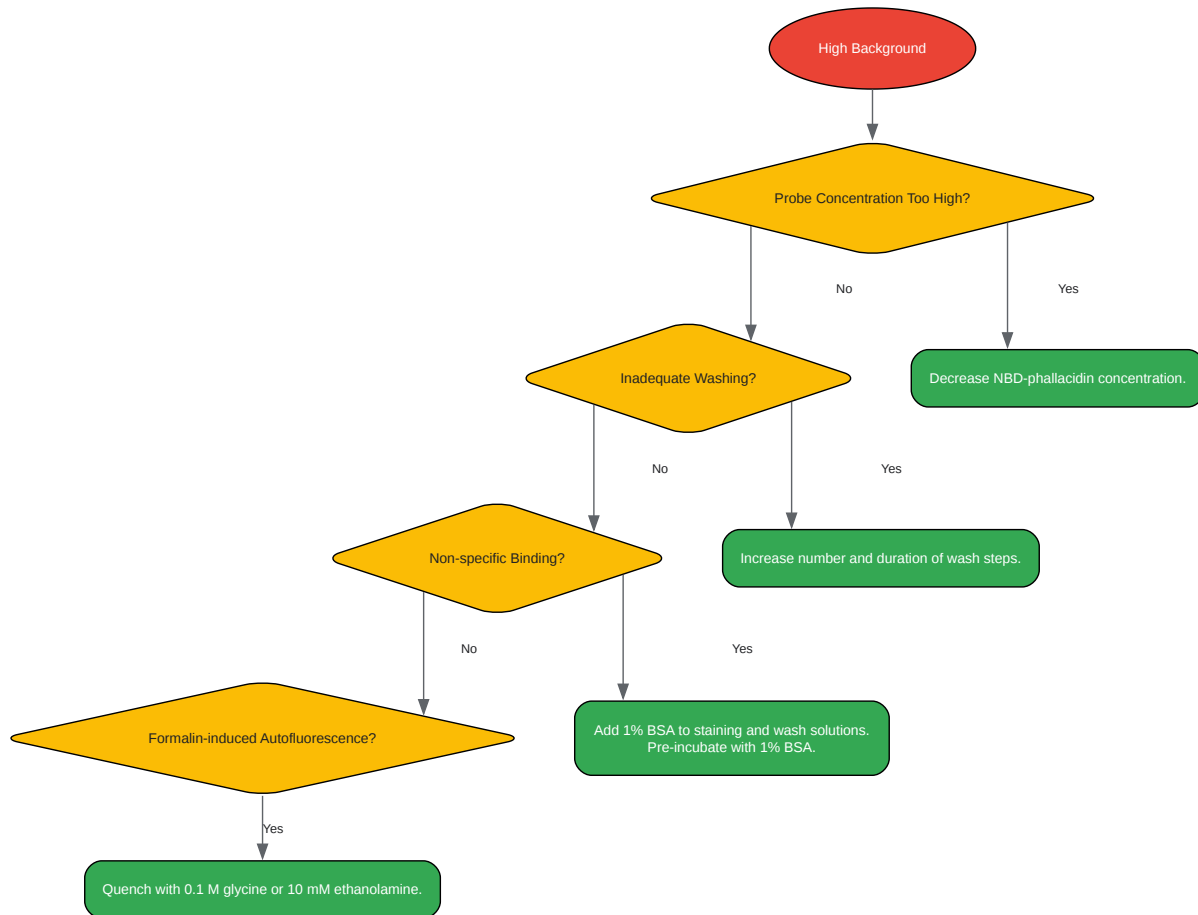 High Background
Probe Concentration Too High?
No
Yes
Inadequate Washing?
Decrease NBD-phallacidin concentration.
No
Yes
Non-specific Binding?
Increase number and duration of wash steps.
No
Yes
Formalin-induced Autofluorescence?
Add 1% BSA to staining and wash solutions.
Pre-incubate with 1% BSA.
Yes
Quench with 0.1 M glycine or 10 mM ethanolamine.